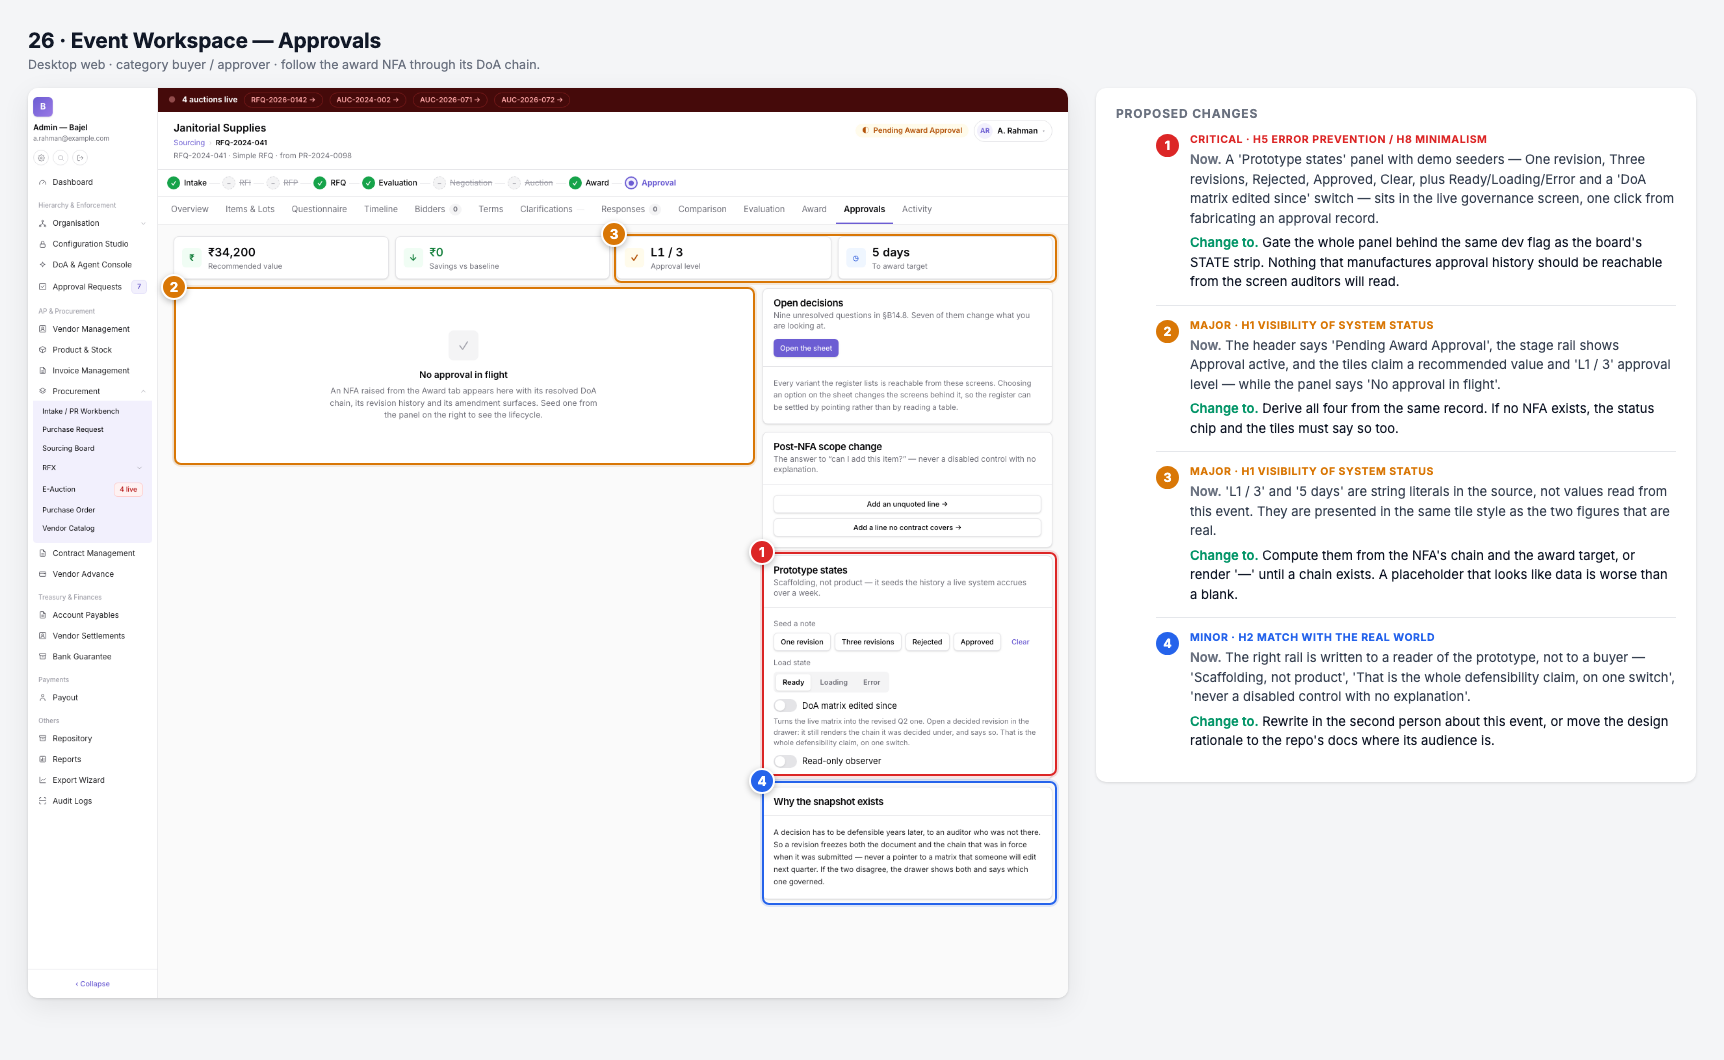 26 · Event Workspace — Approvals
Desktop web · category buyer / approver · follow the award NFA through its DoA chain.
B
Admin — Bajel
a.rahman@example.com
Dashboard
Hierarchy & Enforcement
Organisation
Configuration Studio
DoA & Agent Console
Approval Requests 7
AP & Procurement
Vendor Management
Product & Stock
Invoice Management
Procurement
Intake / PR Workbench
Purchase Request
Sourcing Board
RFX
E-Auction 4 live
Purchase Order
Vendor Catalog
Contract Management
Vendor Advance
Treasury & Finances
Account Payables
Vendor Settlements
Bank Guarantee
Payments
Payout
Others
Repository
Reports
Export Wizard
Audit Logs
‹ Collapse
4 auctions live RFQ-2026-0142 → AUC-2024-002 → AUC-2026-071 → AUC-2026-072 →
Janitorial Supplies
Sourcing · RFQ-2024-041
RFQ-2024-041 · Simple RFQ · from PR-2024-0098
Pending Award Approval
AR A. Rahman
Intake RFI RFP RFQ Evaluation Negotiation Auction Award Approval
Overview Items & Lots Questionnaire Timeline Bidders 0 Terms Clarifications Responses 0 Comparison Evaluation Award Approvals Activity
₹ ₹34,200
Recommended value
₹0
Savings vs baseline
3
L1 / 3
Approval level
5 days
To award target
2
No approval in flight
An NFA raised from the Award tab appears here with its resolved DoA
chain, its revision history and its amendment surfaces. Seed one from
the panel on the right to see the lifecycle.
Open decisions
Nine unresolved questions in §B14.8. Seven of them change what you
are looking at.
Open the sheet
Every variant the register lists is reachable from these screens. Choosing
an option on the sheet changes the screens behind it, so the register can
be settled by pointing rather than by reading a table.
Post-NFA scope change
The answer to "can I add this item?" — never a disabled control with no
explanation.
Add an unquoted line →
Add a line no contract covers →
1
Prototype states
Scaffolding, not product — it seeds the history a live system accrues
over a week.
Seed a note
One revision Three revisions Rejected Approved Clear
Load state
Ready Loading Error
DoA matrix edited since
Turns the live matrix into the revised Q2 one. Open a decided revision in the
drawer: it still renders the chain it was decided under, and says so. That is the
whole defensibility claim, on one switch.
Read-only observer
4
Why the snapshot exists
A decision has to be defensible years later, to an auditor who was not there.
So a revision freezes both the document and the chain that was in force
when it was submitted — never a pointer to a matrix that someone will edit
next quarter. If the two disagree, the drawer shows both and says which
one governed.
PROPOSED CHANGES
1
CRITICAL · H5 ERROR PREVENTION / H8 MINIMALISM
Now. A 'Prototype states' panel with demo seeders — One revision, Three
revisions, Rejected, Approved, Clear, plus Ready/Loading/Error and a 'DoA
matrix edited since' switch — sits in the live governance screen, one click from
fabricating an approval record.
Change to. Gate the whole panel behind the same dev flag as the board's
STATE strip. Nothing that manufactures approval history should be reachable
from the screen auditors will read.
2
MAJOR · H1 VISIBILITY OF SYSTEM STATUS
Now. The header says 'Pending Award Approval', the stage rail shows
Approval active, and the tiles claim a recommended value and 'L1 / 3' approval
level — while the panel says 'No approval in flight'.
Change to. Derive all four from the same record. If no NFA exists, the status
chip and the tiles must say so too.
3
MAJOR · H1 VISIBILITY OF SYSTEM STATUS
Now. 'L1 / 3' and '5 days' are string literals in the source, not values read from
this event. They are presented in the same tile style as the two figures that are
real.
Change to. Compute them from the NFA's chain and the award target, or
render '—' until a chain exists. A placeholder that looks like data is worse than
a blank.
4
MINOR · H2 MATCH WITH THE REAL WORLD
Now. The right rail is written to a reader of the prototype, not to a buyer —
'Scaffolding, not product', 'That is the whole defensibility claim, on one switch',
'never a disabled control with no explanation'.
Change to. Rewrite in the second person about this event, or move the design
rationale to the repo's docs where its audience is.